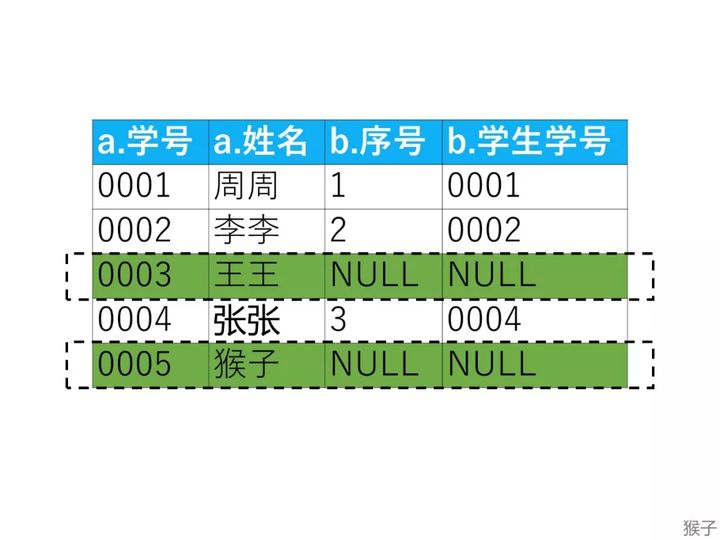 a.学号 a.姓名 b.序号 b.学生学号
0001 周周 1 0001
0002 李李 2 0002
0003 王王 NULL NULL
0004 张张 3 0004
0005 猴子 NULL NULL
猴子